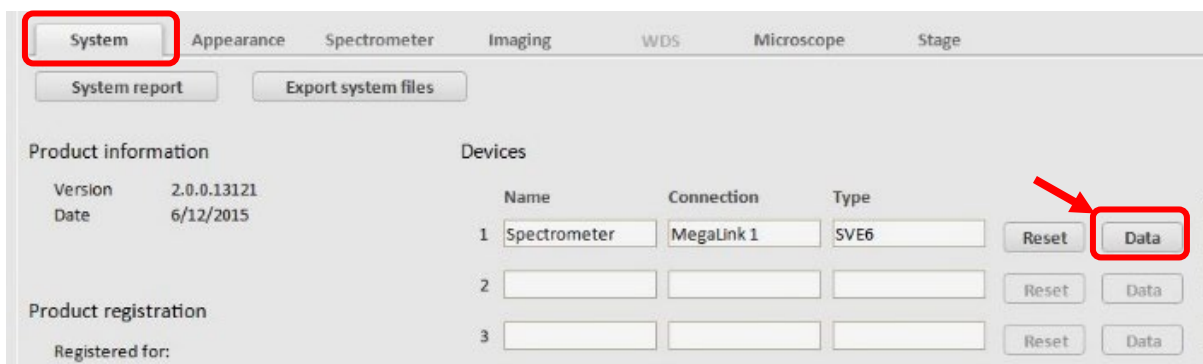 System Appearance Spectrometer Imaging WDS Microscope Stage
System report Export system files
Product information
Version 2.0.0.13121
Date 6/12/2015
Product registration
Registered for:
Devices
Name Connection Type
1 Spectrometer MegaLink 1 SVE6 Reset Data
2 Reset Data
3 Reset Data